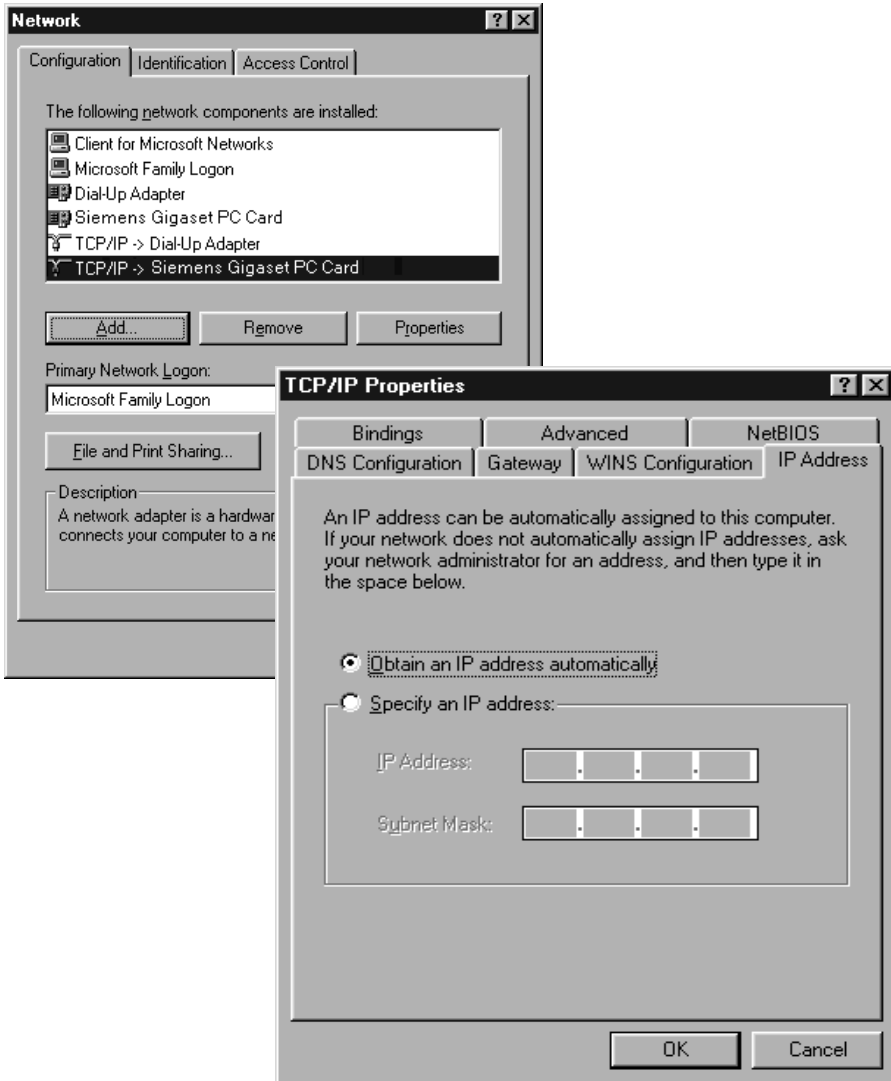 Network
Configuration Identification Access Control
The following network components are installed:
Client for Microsoft Networks
Microsoft Family Logon
Dial-Up Adapter
Siemens Gigaset PC Card
TCP/IP -> Dial-Up Adapter
TCP/IP -> Siemens Gigaset PC Card
Add... Remove Properties
Primary Network Logon:
Microsoft Family Logon
File and Print Sharing...
Description
A network adapter is a
connects your computer to a
TCP/IP Properties
Bindings Advanced NetBIOS
DNS Configuration Gateway WINS Configuration IP Address
An IP address can be automatically assigned to this computer.
If your network does not automatically assign IP addresses, ask
your network administrator for an address, and then type it in
the space below.
Obtain an IP address automatically
Specify an IP address:
IP Address:
. . .
Subnet Mask:
. . .
OK Cancel